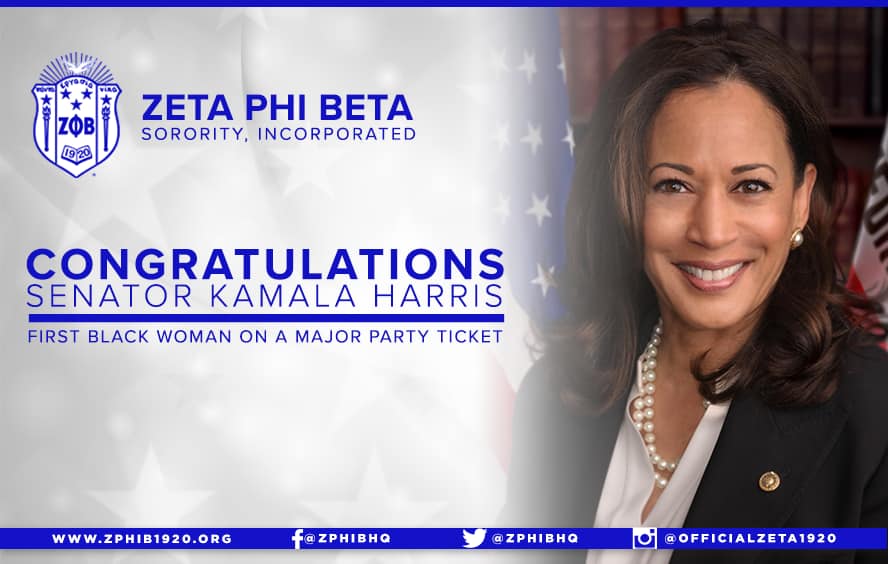 ZΦB
1920
ZETA PHI BETA
SORORITY, INCORPORATED
CONGRATULATIONS
SENATOR KAMALA HARRIS
FIRST BLACK WOMAN ON A MAJOR PARTY TICKET
WWW.ZPHIB1920.ORG
@ZPHIBHQ
@ZPHIBHQ
@OFFICIALZETA1920